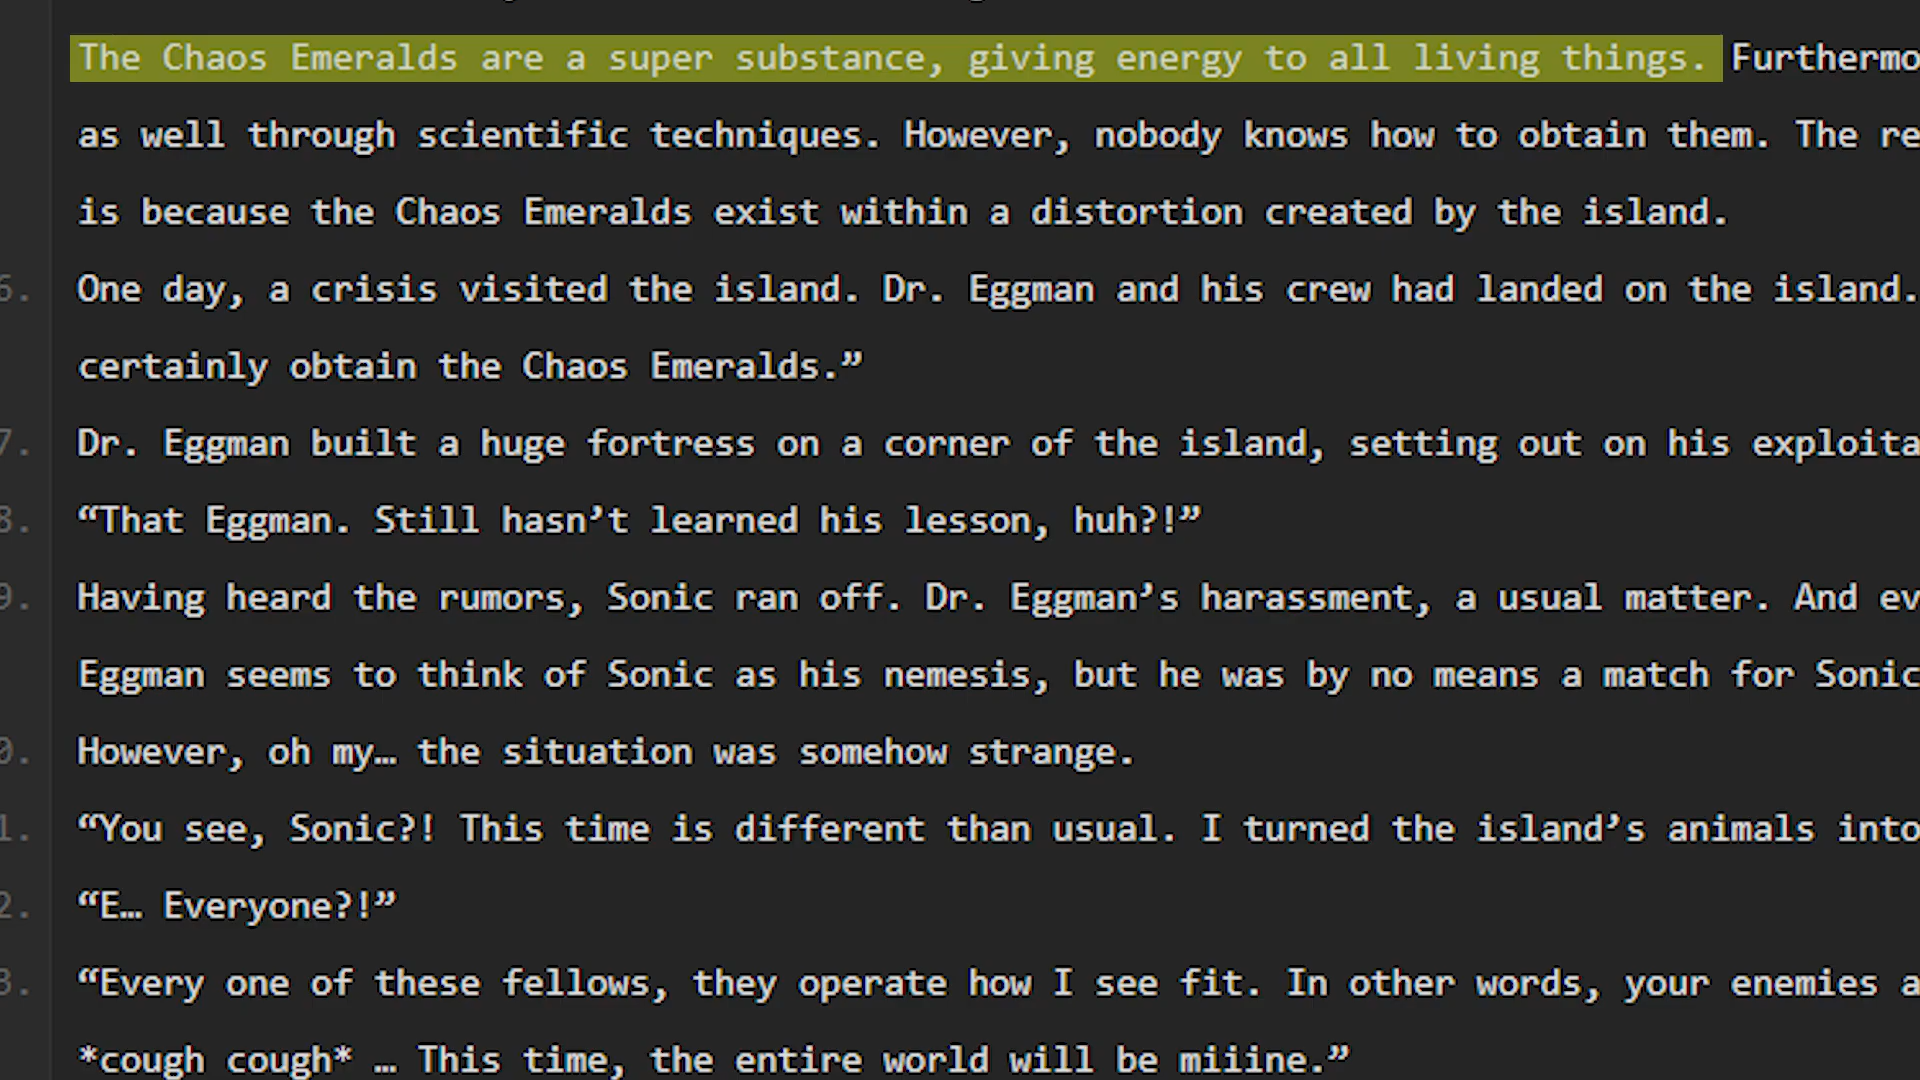 The Chaos Emeralds are a super substance, giving energy to all living things. Furthermo
as well through scientific techniques. However, nobody knows how to obtain them. The re
is because the Chaos Emeralds exist within a distortion created by the island.
6. One day, a crisis visited the island. Dr. Eggman and his crew had landed on the island.
certainly obtain the Chaos Emeralds.”
7. Dr. Eggman built a huge fortress on a corner of the island, setting out on his exploita
8. “That Eggman. Still hasn’t learned his lesson, huh?!”
9. Having heard the rumors, Sonic ran off. Dr. Eggman’s harassment, a usual matter. And ev
Eggman seems to think of Sonic as his nemesis, but he was by no means a match for Sonic
0. However, oh my… the situation was somehow strange.
1. “You see, Sonic?! This time is different than usual. I turned the island’s animals into
2. “E… Everyone?!”
3. “Every one of these fellows, they operate how I see fit. In other words, your enemies a
*cough cough* … This time, the entire world will be miiine.”